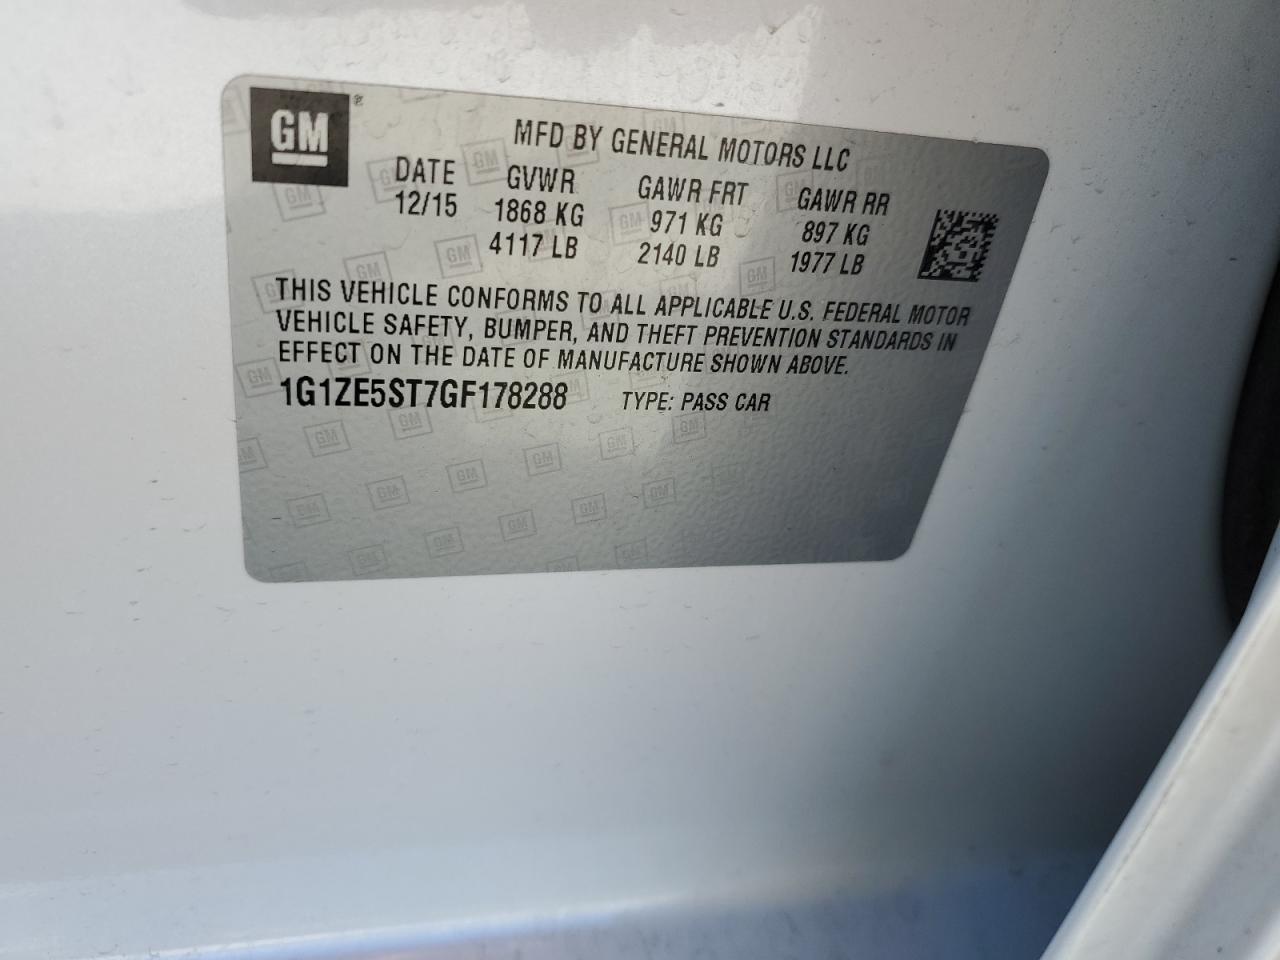 GM ®
MFD BY GENERAL MOTORS LLC
DATE GVWR GAWR FRT GAWR RR
12/15 1868 KG 971 KG 897 KG
4117 LB 2140 LB 1977 LB
THIS VEHICLE CONFORMS TO ALL APPLICABLE U.S. FEDERAL MOTOR
VEHICLE SAFETY, BUMPER, AND THEFT PREVENTION STANDARDS IN
EFFECT ON THE DATE OF MANUFACTURE SHOWN ABOVE.
1G1ZE5ST7GF178288 TYPE: PASS CAR